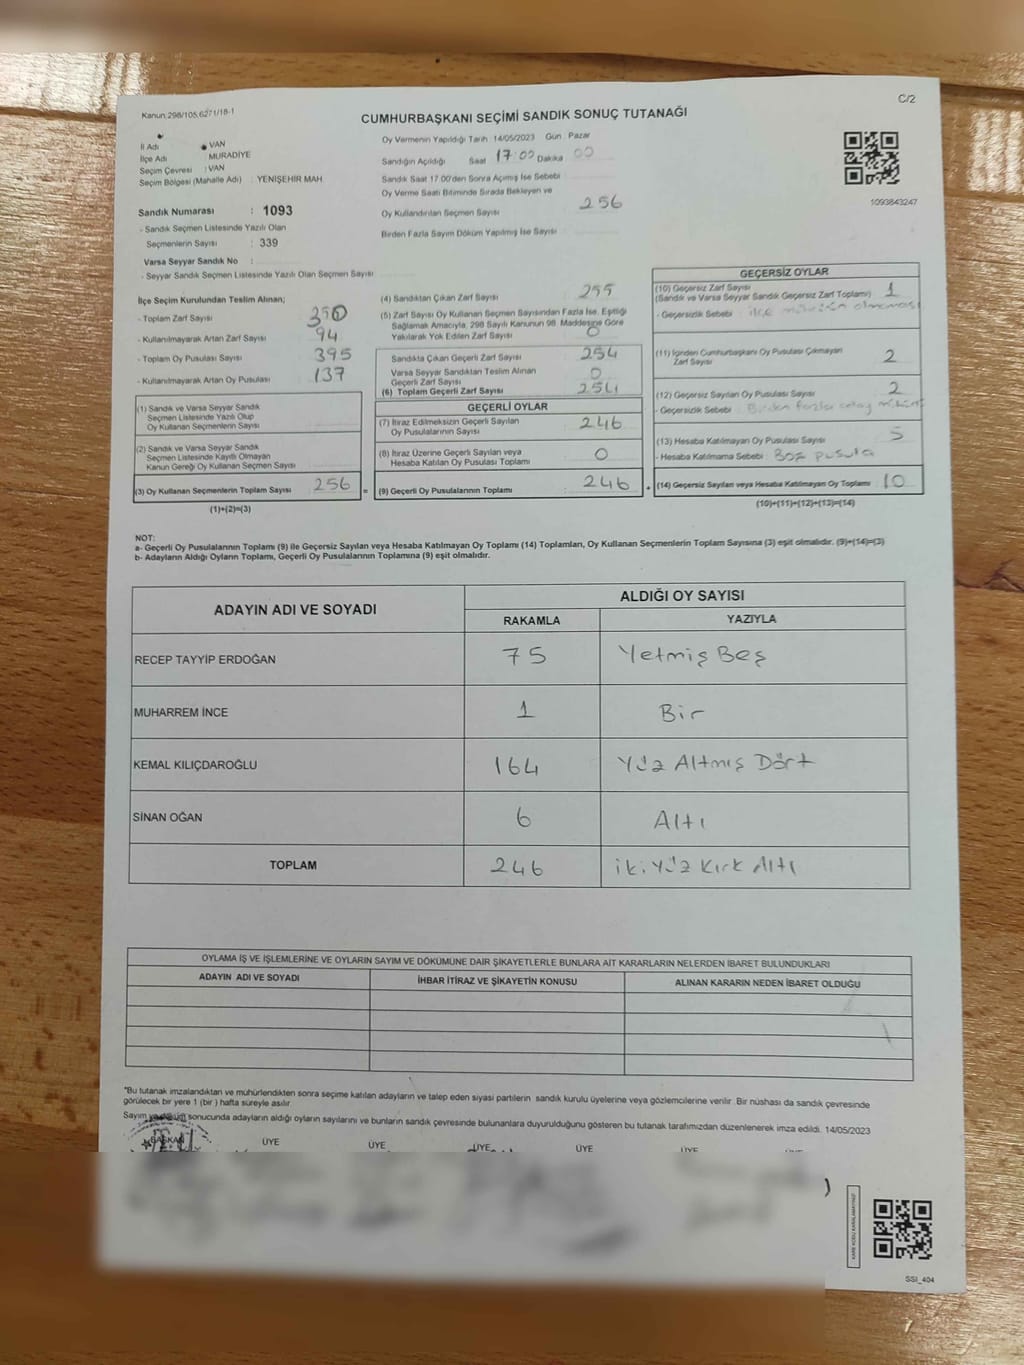 Kanun:298/105,6271/18-1
C/2
CUMHURBAŞKANI SEÇİMİ SANDIK SONUÇ TUTANAĞI
İl Adı : VAN
İlçe Adı : MURADİYE
Seçim Çevresi : VAN
Seçim Bölgesi (Mahalle Adı) : YENİŞEHİR MAH
Sandık Numarası : 1093
- Sandık Seçmen Listesinde Yazılı Olan
Seçmenlerin Sayısı : 339
Varsa Seyyar Sandık No :
- Seyyar Sandık Seçmen Listesinde Yazılı Olan Seçmen Sayısı
Oy Vermenin Yapıldığı Tarih 14/05/2023 Gün : Pazar
Sandığın Açıldığı Saat 17:00 Dakika 00
Sandık Saat 17.00'den Sonra Açımış İse Sebebi
Oy Verme Saati Bitiminde Sırada Bekleyen ve
Oy Kullandırılan Seçmen Sayısı 256
Birden Fazla Sayım Döküm Yapılmış İse Sayısı
1093843247
İlçe Seçim Kurulundan Teslim Alınan;
- Toplam Zarf Sayısı 350
- Kullanılmayarak Artan Zarf Sayısı 94
- Toplam Oy Pusulası Sayısı 395
- Kullanılmayarak Artan Oy Pusulası 137
(1) Sandık ve Varsa Seyyar Sandık
Seçmen Listesinde Yazılı Olup
Oy Kullanan Seçmenlerin Sayısı
(2) Sandık ve Varsa Seyyar Sandık
Seçmen Listesinde Kayıtlı Olmayan
Kanun Gereği Oy Kullanan Seçmen Sayısı
(3) Oy Kullanan Seçmenlerin Toplam Sayısı 256 =
(1)+(2)=(3)
(4) Sandıktan Çıkan Zarf Sayısı 255
(5) Zarf Sayısı Oy Kullanan Seçmen Sayısından Fazla İse, Eşitliği
Sağlamak Amacıyla, 298 Sayılı Kanunun 98. Maddesine Göre
Yakılarak Yok Edilen Zarf Sayısı 0
Sandıkta Çıkan Geçerli Zarf Sayısı 254
Varsa Seyyar Sandıktan Teslim Alınan
Geçerli Zarf Sayısı 0
(6) Toplam Geçerli Zarf Sayısı 254
GEÇERLİ OYLAR
(7) İtiraz Edilmeksizin Geçerli Sayılan
Oy Pusulalarının Sayısı 246
(8) İtiraz Üzerine Geçerli Sayılan veya
Hesaba Katılan Oy Pusulası Toplamı 0
(9) Geçerli Oy Pusulalarının Toplamı 246 +
GEÇERSİZ OYLAR
(10) Geçersiz Zarf Sayısı 1
(Sandık ve Varsa Seyyar Sandık Geçersiz Zarf Toplamı)
- Geçersizlik Sebebi : ilçe mührünün olmaması
(11) İçinden Cumhurbaşkanı Oy Pusulası Çıkmayan
Zarf Sayısı 2
(12) Geçersiz Sayılan Oy Pusulası Sayısı 2
- Geçersizlik Sebebi : Birden fazla
(13) Hesaba Katılmayan Oy Pusulası Sayısı 5
- Hesaba Katılmama Sebebi : Boş pusula
(14) Geçersiz Sayılan veya Hesaba Katılmayan Oy Toplamı 10
(10)+(11)+(12)+(13)=(14)
NOT:
a- Geçerli Oy Pusulalarının Toplamı (9) ile Geçersiz Sayılan veya Hesaba Katılmayan Oy Toplamı (14) Toplamları, Oy Kullanan Seçmenlerin Toplam Sayısına (3) eşit olmalıdır. (9)+(14)=(3)
b- Adayların Aldığı Oyların Toplamı, Geçerli Oy Pusulalarının Toplamına (9) eşit olmalıdır.
ADAYIN ADI VE SOYADI ALDIĞI OY SAYISI
RAKAMLA YAZIYLA
RECEP TAYYİP ERDOĞAN 75 Yetmiş Beş
MUHARREM İNCE 1 Bir
KEMAL KILIÇDAROĞLU 164 Yüz Altmış Dört
SİNAN OĞAN 6 Altı
TOPLAM 246 iki Yüz Kırk Altı
OYLAMA İŞ VE İŞLEMLERİNE VE OYLARIN SAYIM VE DÖKÜMÜNE DAİR ŞİKAYETLERLE BUNLARA AİT KARARLARIN NELERDEN İBARET BULUNDUKLARI
ADAYIN ADI VE SOYADI İHBAR İTİRAZ VE ŞİKAYETİN KONUSU ALINAN KARARIN NEDEN İBARET OLDUĞU
*Bu tutanak imzalandıktan ve mühürlendikten sonra seçime katılan adayların ve talep eden siyasi partilerin sandık kurulu üyelerine veya gözlemcilerine verilir. Bir nüshası da sandık çevresinde
görülecek bir yere 1 (bir ) hafta süreyle asılır.
Sayım ve döküm sonucunda adayların aldığı oyların sayılarını ve bunların sandık çevresinde bulunanlara duyurulduğunu gösteren bu tutanak tarafımızdan düzenlenerek imza edildi. 14/05/2023
BAŞKAN ÜYE ÜYE ÜYE ÜYE ÜYE
KARE KODU KARALAMAYINIZ!
SSI_404